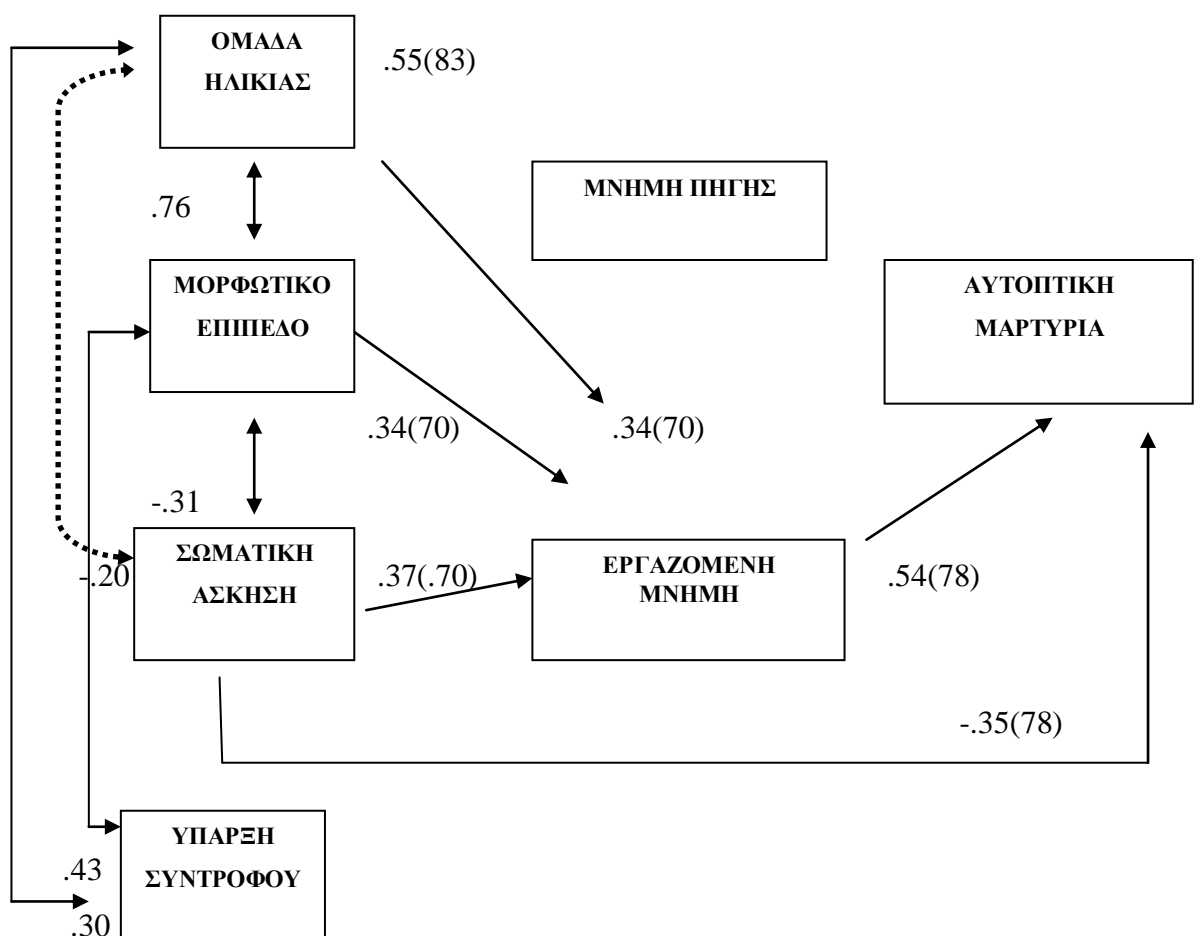 ΟΜΑΔΑ
ΗΛΙΚΙΑΣ
.55(83)
ΜΝΗΜΗ ΠΗΓΗΣ
.76
ΜΟΡΦΩΤΙΚΟ
ΕΠΙΠΕΔΟ
ΑΥΤΟΠΤΙΚΗ
ΜΑΡΤΥΡΙΑ
.34(70)
.34(70)
-.31
ΣΩΜΑΤΙΚΗ
ΑΣΚΗΣΗ
-.20
.37(.70)
ΕΡΓΑΖΟΜΕΝΗ
ΜΝΗΜΗ
.54(78)
-.35(78)
ΥΠΑΡΞΗ
ΣΥΝΤΡΟΦΟΥ
.43
.30